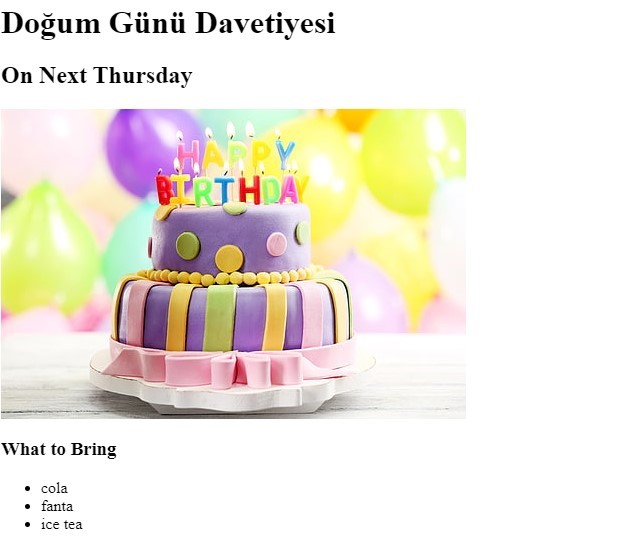 Doğum Günü Davetiyesi
On Next Thursday
HAPPY
BIRTHDAY
What to Bring
cola
fanta
ice tea